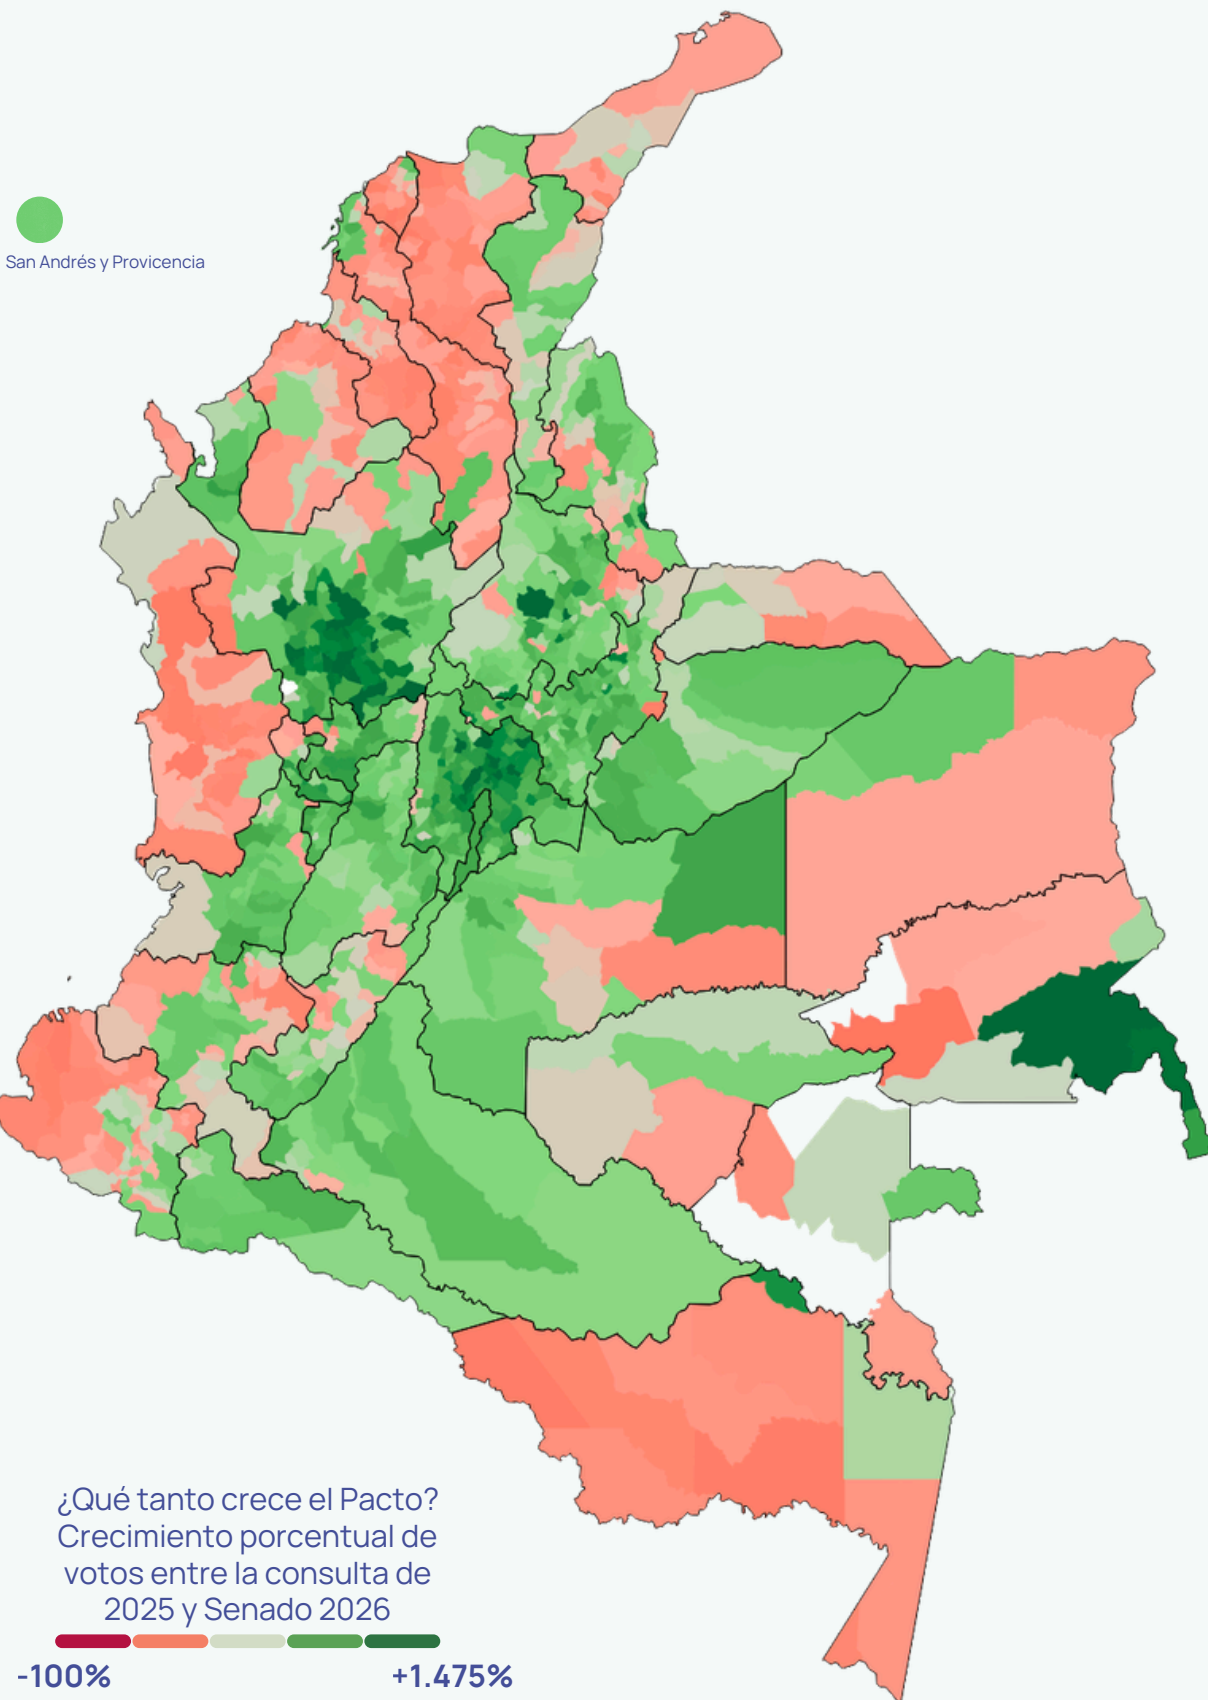 San Andrés y Provicencia
¿Qué tanto crece el Pacto?
Crecimiento porcentual de
votos entre la consulta de
2025 y Senado 2026
-100%
+1.475%